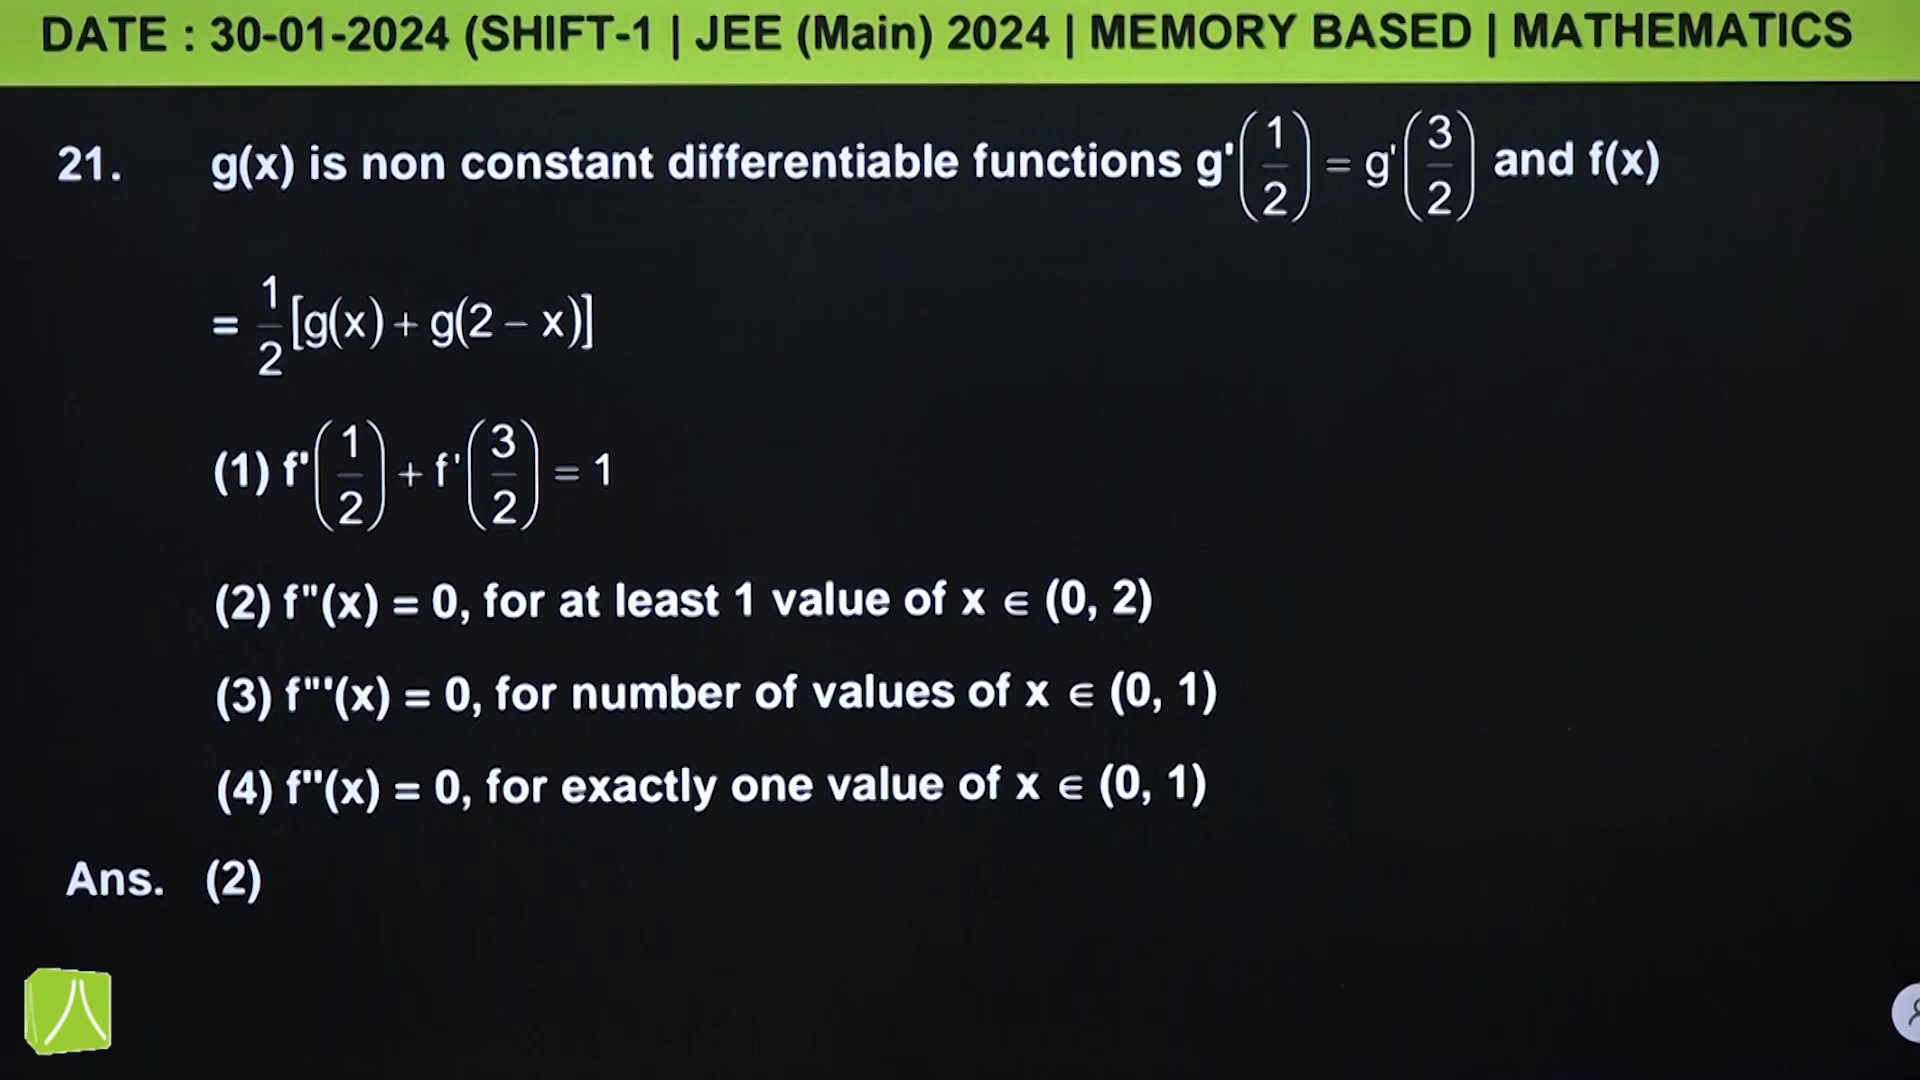 DATE : 30-01-2024 (SHIFT-1 | JEE (Main) 2024 | MEMORY BASED | MATHEMATICS
21. g(x) is non constant differentiable functions g'(1/2) = g'(3/2) and f(x)
= 1/2 [g(x) + g(2 − x)]
(1) f'(1/2) + f'(3/2) = 1
(2) f"(x) = 0, for at least 1 value of x ∈ (0, 2)
(3) f"'(x) = 0, for number of values of x ∈ (0, 1)
(4) f"(x) = 0, for exactly one value of x ∈ (0, 1)
Ans. (2)